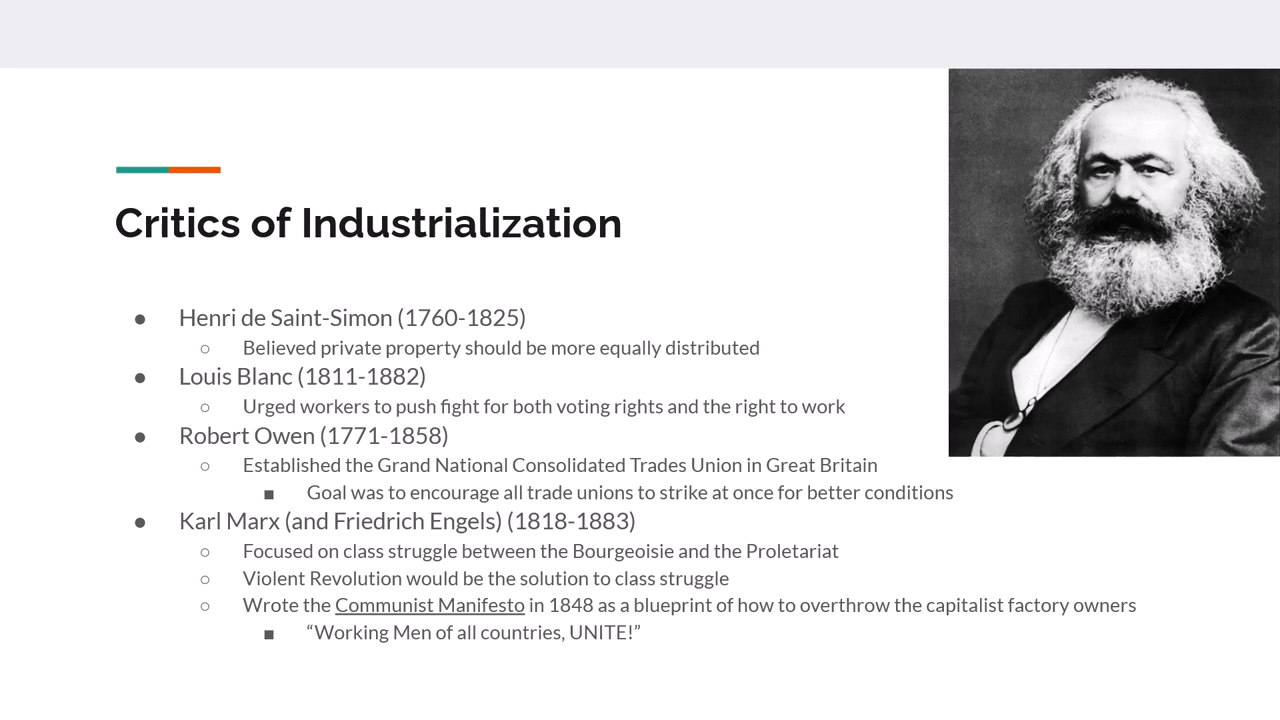 Critics of Industrialization
● Henri de Saint-Simon (1760-1825)
○ Believed private property should be more equally distributed
● Louis Blanc (1811-1882)
○ Urged workers to push fight for both voting rights and the right to work
● Robert Owen (1771-1858)
○ Established the Grand National Consolidated Trades Union in Great Britain
■ Goal was to encourage all trade unions to strike at once for better conditions
● Karl Marx (and Friedrich Engels) (1818-1883)
○ Focused on class struggle between the Bourgeoisie and the Proletariat
○ Violent Revolution would be the solution to class struggle
○ Wrote the Communist Manifesto in 1848 as a blueprint of how to overthrow the capitalist factory owners
■ “Working Men of all countries, UNITE!”